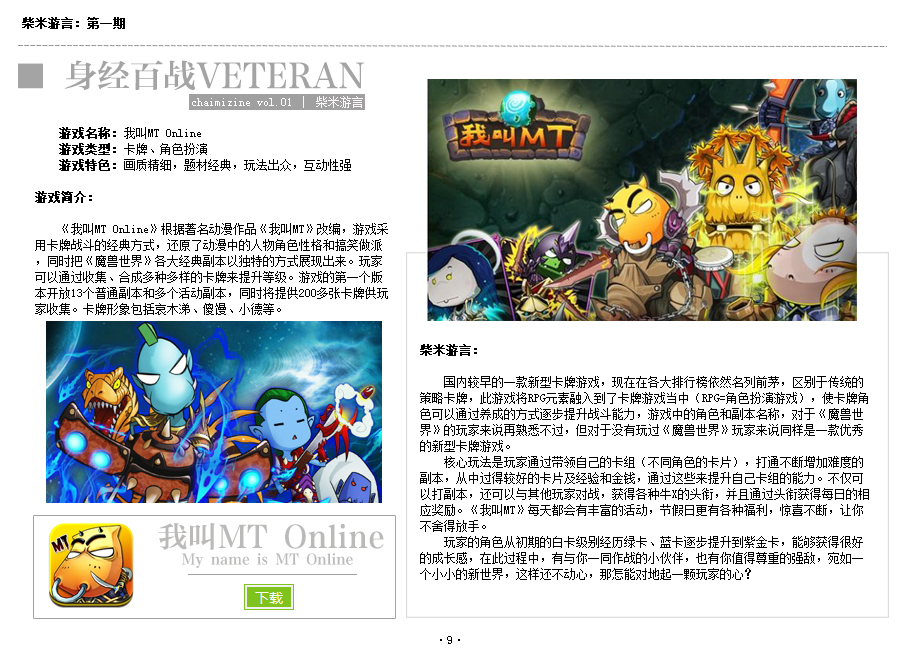 柴米游言：第一期
身经百战VETERAN
chaimizine vol.01 | 柴米游言
游戏名称：我叫MT Online
游戏类型：卡牌、角色扮演
游戏特色：画质精细，题材经典，玩法出众，互动性强
游戏简介：
《我叫MT Online》根据著名动漫作品《我叫MT》改编，游戏采
用卡牌战斗的经典方式，还原了动漫中的人物角色性格和搞笑做派
，同时把《魔兽世界》各大经典副本以独特的方式展现出来。玩家
可以通过收集、合成多种多样的卡牌来提升等级。游戏的第一个版
本开放13个普通副本和多个活动副本，同时将提供200多张卡牌供玩
家收集。卡牌形象包括哀木涕、傻馒、小德等。
MT
我叫MT Online
My name is MT Online
下载
我叫MT
柴米游言：
国内较早的一款新型卡牌游戏，现在在各大排行榜依然名列前茅，区别于传统的
策略卡牌，此游戏将RPG元素融入到了卡牌游戏当中（RPG=角色扮演游戏），使卡牌角
色可以通过养成的方式逐步提升战斗能力，游戏中的角色和副本名称，对于《魔兽世
界》的玩家来说再熟悉不过，但对于没有玩过《魔兽世界》玩家来说同样是一款优秀
的新型卡牌游戏。
核心玩法是玩家通过带领自己的卡组（不同角色的卡片），打通不断增加难度的
副本，从中过得较好的卡片及经验和金钱，通过这些来提升自己卡组的能力。不仅可
以打副本，还可以与其他玩家对战，获得各种牛X的头衔，并且通过头衔获得每日的相
应奖励。《我叫MT》每天都会有丰富的活动，节假日更有各种福利，惊喜不断，让你
不舍得放手。
玩家的角色从初期的白卡级别经历绿卡、蓝卡逐步提升到紫金卡，能够获得很好
的成长感，在此过程中，有与你一同作战的小伙伴，也有你值得尊重的强敌，宛如一
个小小的新世界，这样还不动心，那怎能对地起一颗玩家的心？
·9·